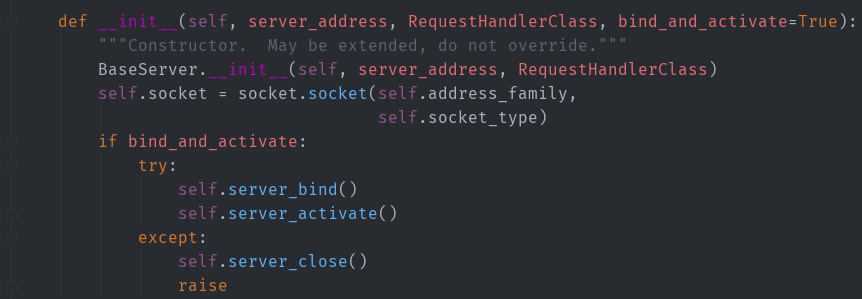 def __init__(self, server_address, RequestHandlerClass, bind_and_activate=True):
"""Constructor.  May be extended, do not override."""
BaseServer.__init__(self, server_address, RequestHandlerClass)
self.socket = socket.socket(self.address_family,
self.socket_type)
if bind_and_activate:
try:
self.server_bind()
self.server_activate()
except:
self.server_close()
raise